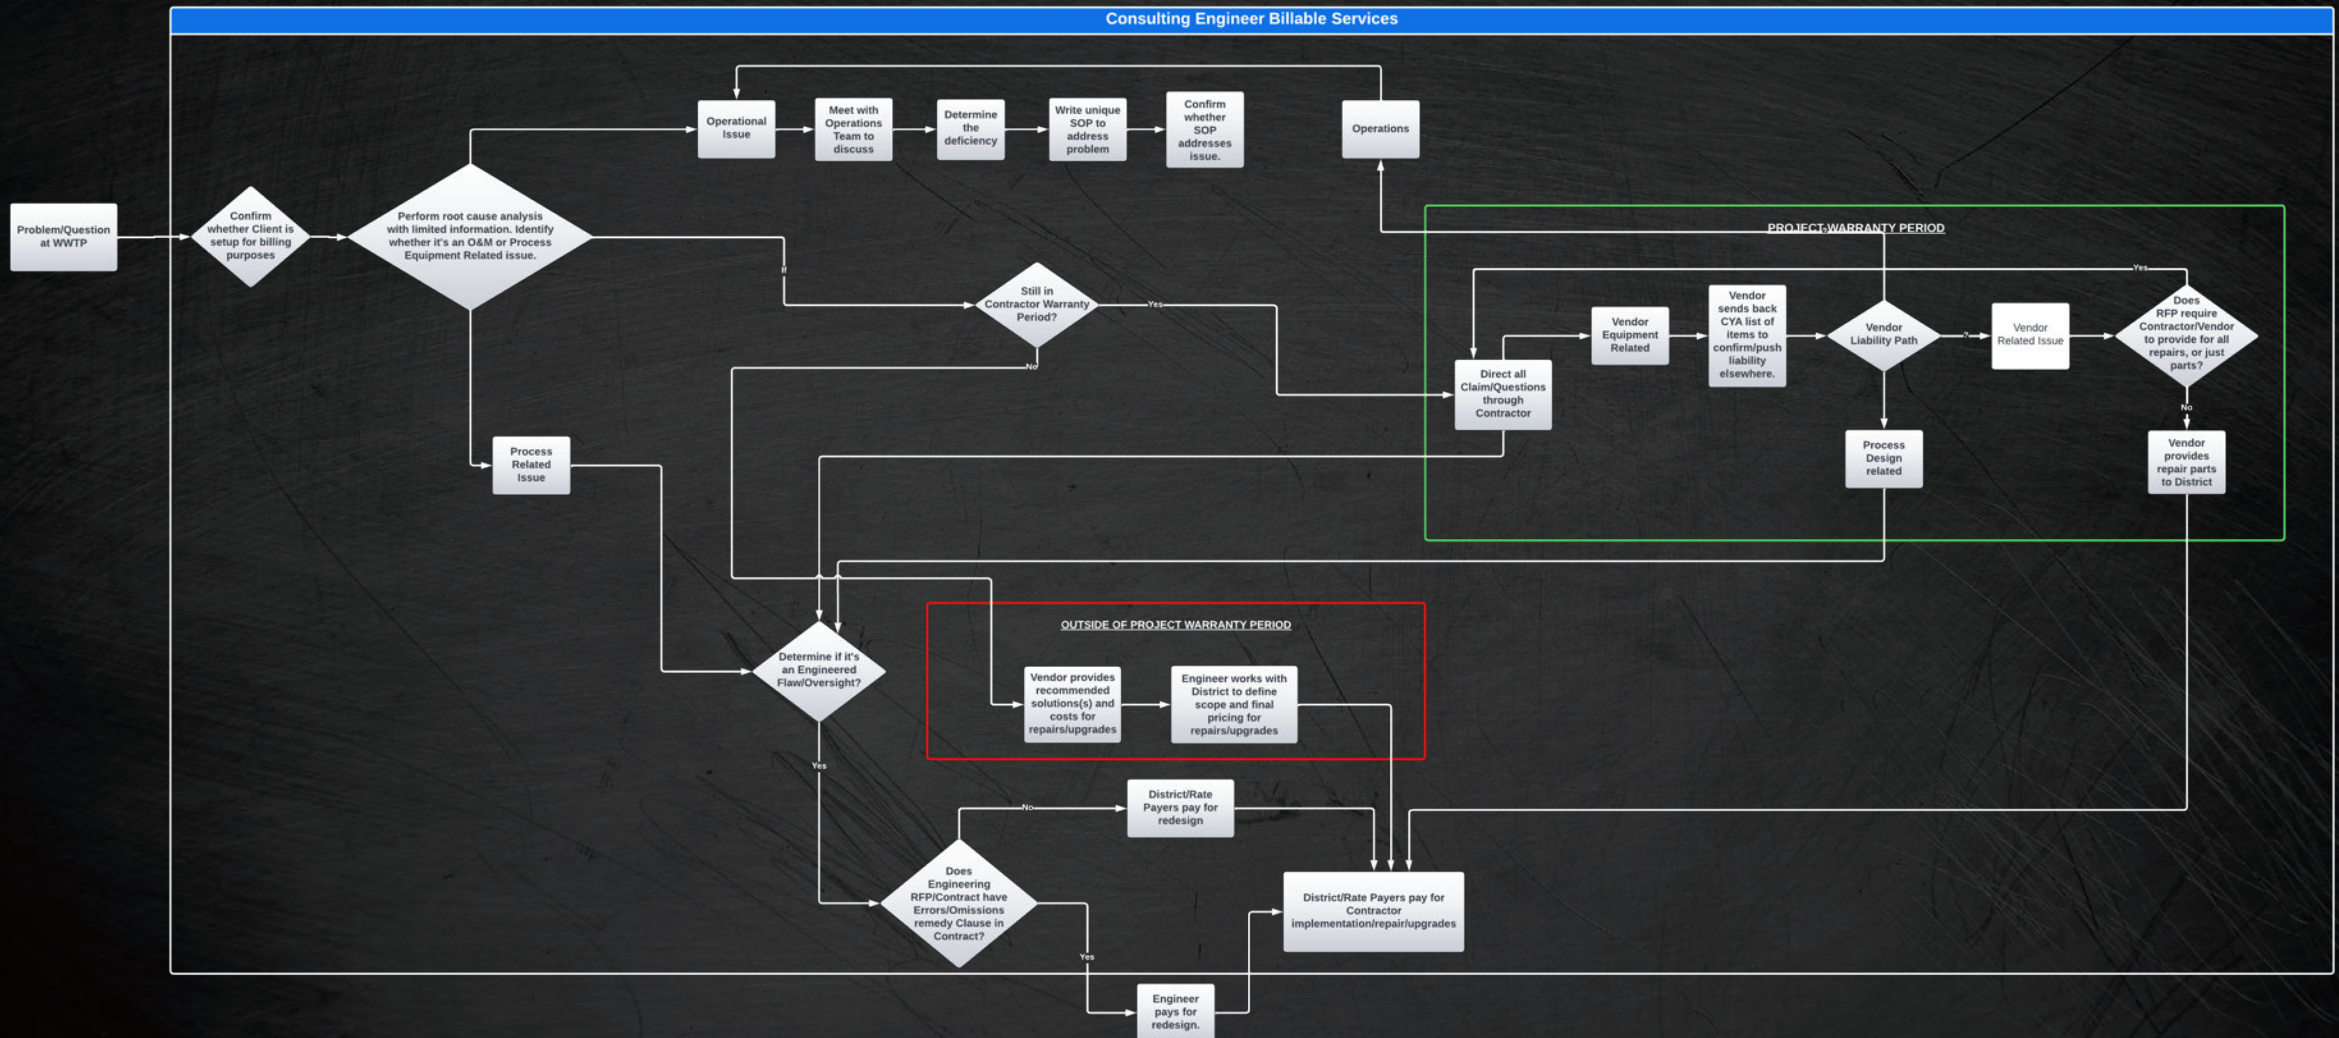 Consulting Engineer Billable Services
Problem/Question
at WWTP
Confirm
whether Client is
setup for billing
purposes
Perform root cause analysis
with limited information. Identify
whether it's an O&M or Process
Equipment Related issue.
Operational
Issue
Meet with
Operations
Team to
discuss
Determine
the
deficiency
Write unique
SOP to
address
problem
Confirm
whether
SOP
addresses
issue.
Operations
If
Still in
Contractor Warranty
Period?
Yes
No
PROJECT WARRANTY PERIOD
Yes
Direct all
Claim/Questions
through
Contractor
Vendor
Equipment
Related
Vendor
sends back
CYA list of
items to
confirm/push
liability
elsewhere.
Vendor
Liability Path
?
Vendor
Related Issue
Does
RFP require
Contractor/Vendor
to provide for all
repairs, or just
parts?
No
Process
Design
related
Vendor
provides
repair parts
to District
Process
Related
Issue
Determine if it's
an Engineered
Flaw/Oversight?
Yes
OUTSIDE OF PROJECT WARRANTY PERIOD
Vendor provides
recommended
solutions(s) and
costs for
repairs/upgrades
Engineer works with
District to define
scope and final
pricing for
repairs/upgrades
No
District/Rate
Payers pay for
redesign
Does
Engineering
RFP/Contract have
Errors/Omissions
remedy Clause in
Contract?
Yes
District/Rate Payers pay for
Contractor
implementation/repair/upgrades
Engineer
pays for
redesign.